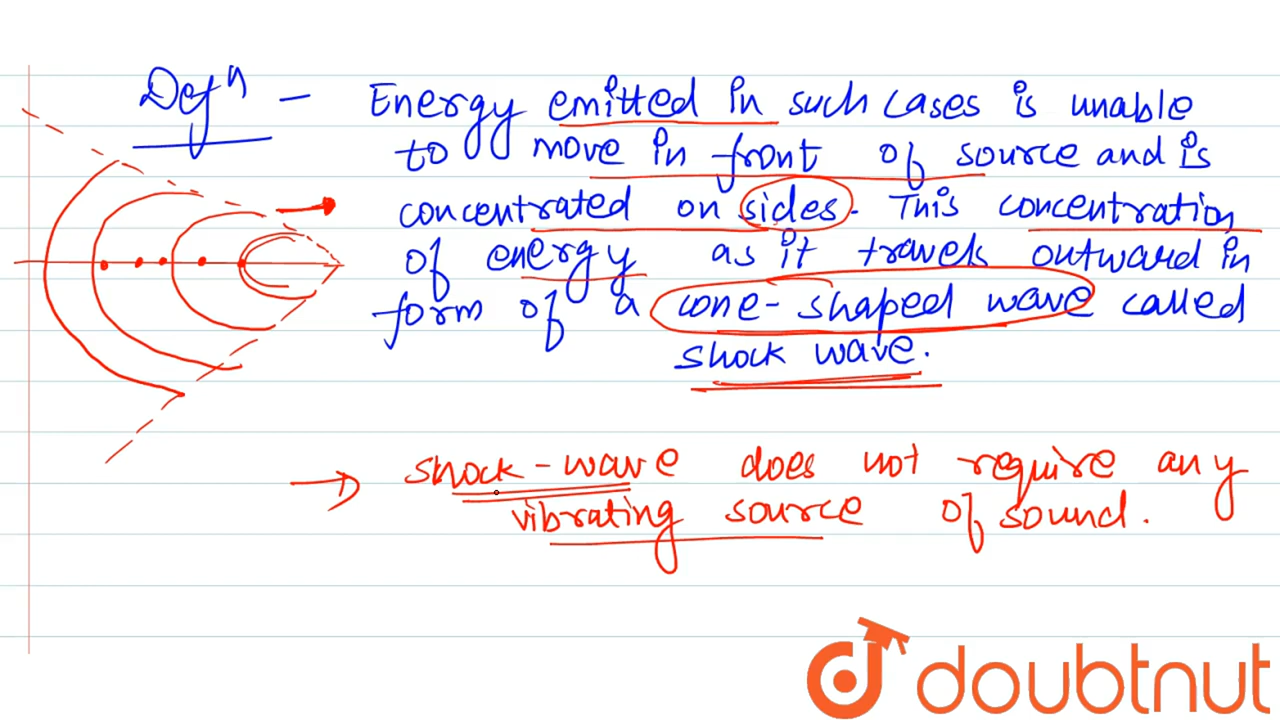 Defⁿ - Energy emitted in such cases is unable
to move in front of source and is
concentrated on sides. This concentration
of energy as it travels outward in
form of a cone-shaped wave called
shock wave.
→ shock-wave does not require any
vibrating source of sound.
doubtnut